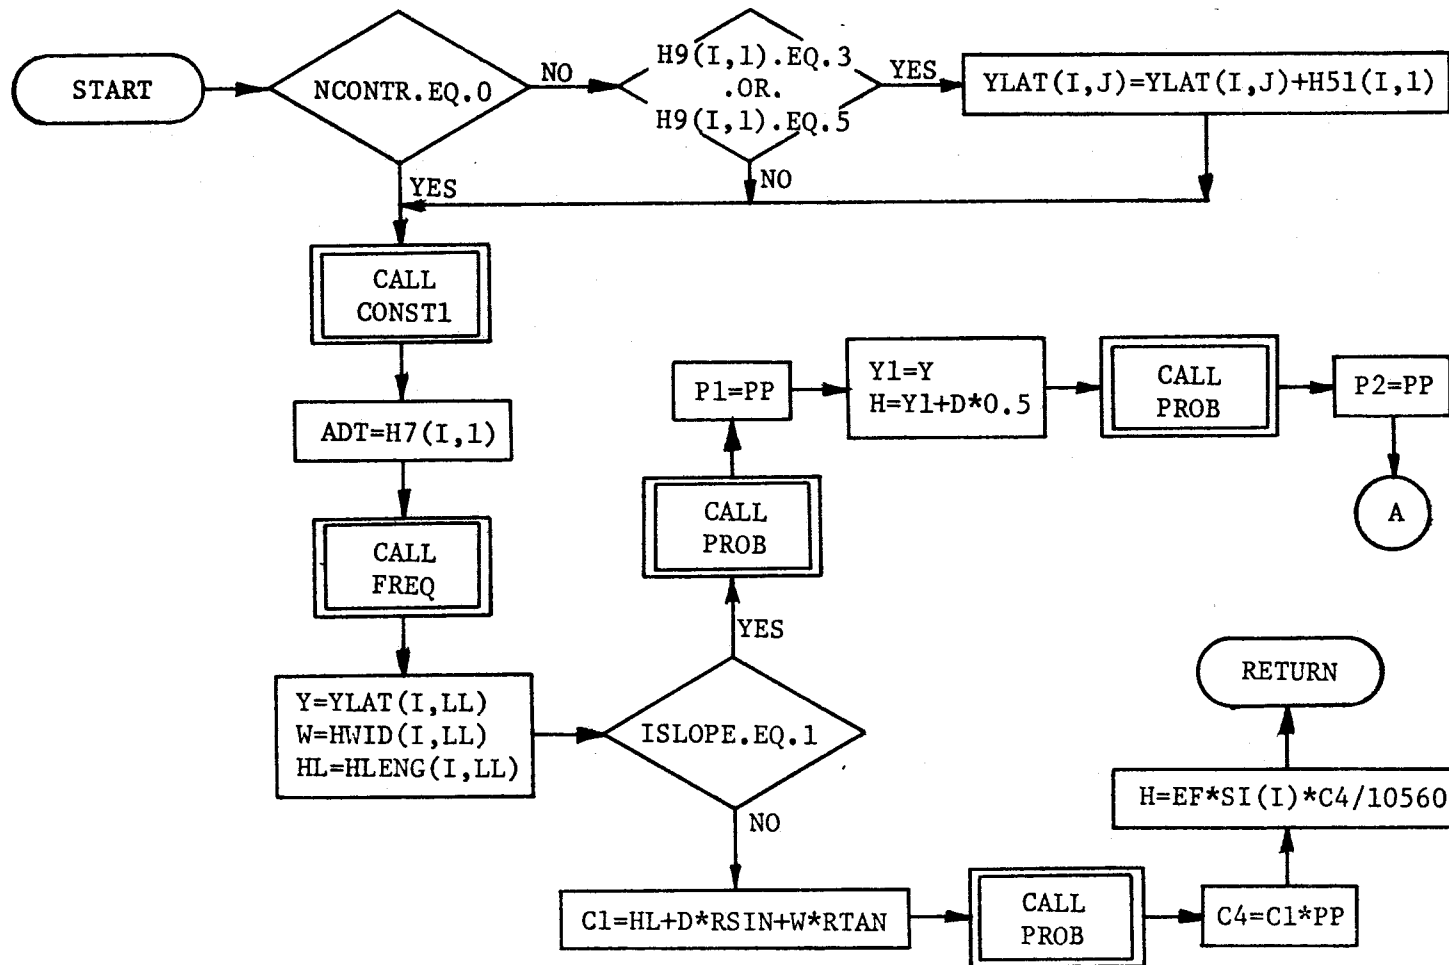 START
NCONTR.EQ.0
NO
H9(I,1).EQ.3
.OR.
H9(I,1).EQ.5
YES
YLAT(I,J)=YLAT(I,J)+H51(I,1)
YES
NO
CALL
CONST1
ADT=H7(I,1)
CALL
FREQ
Y=YLAT(I,LL)
W=HWID(I,LL)
HL=HLENG(I,LL)
ISLOPE.EQ.1
YES
CALL
PROB
P1=PP
Y1=Y
H=Y1+D*0.5
CALL
PROB
P2=PP
A
NO
C1=HL+D*RSIN+W*RTAN
CALL
PROB
C4=C1*PP
H=EF*SI(I)*C4/10560
RETURN